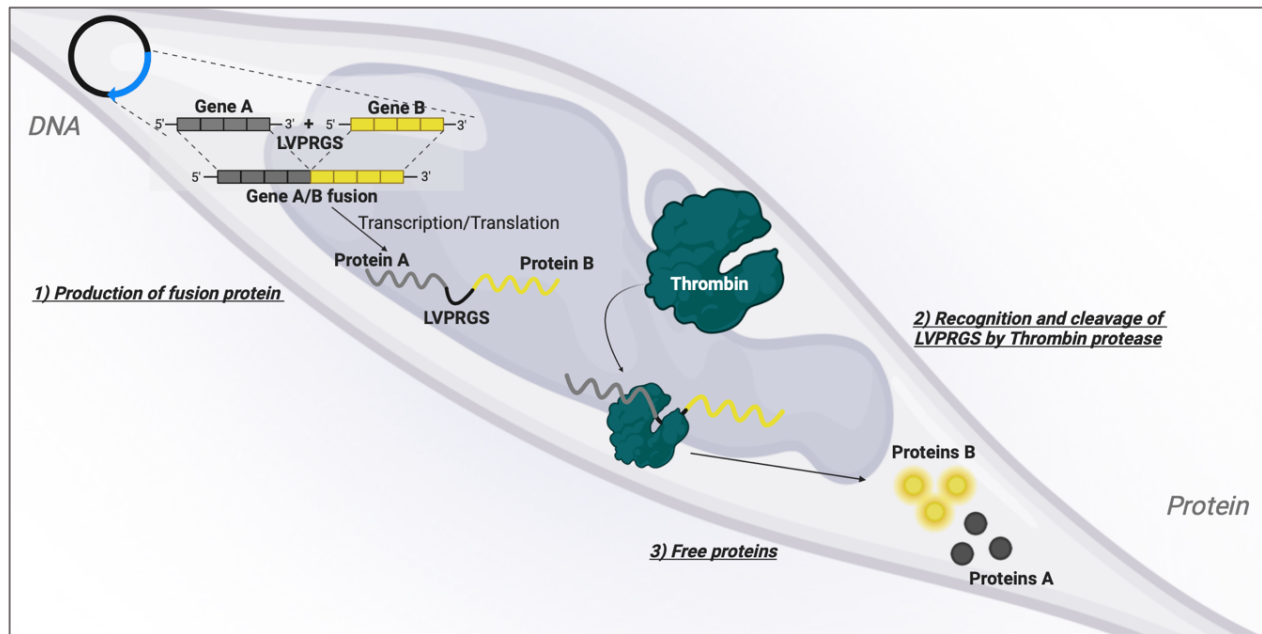 DNA
Gene A
Gene B
5' 3' + 5' 3'
LVPRGS
5' 3'
Gene A/B fusion
Transcription/Translation
Protein A
Protein B
LVPRGS
1) Production of fusion protein
Thrombin
2) Recognition and cleavage of
LVPRGS by Thrombin protease
Proteins B
Protein
3) Free proteins
Proteins A